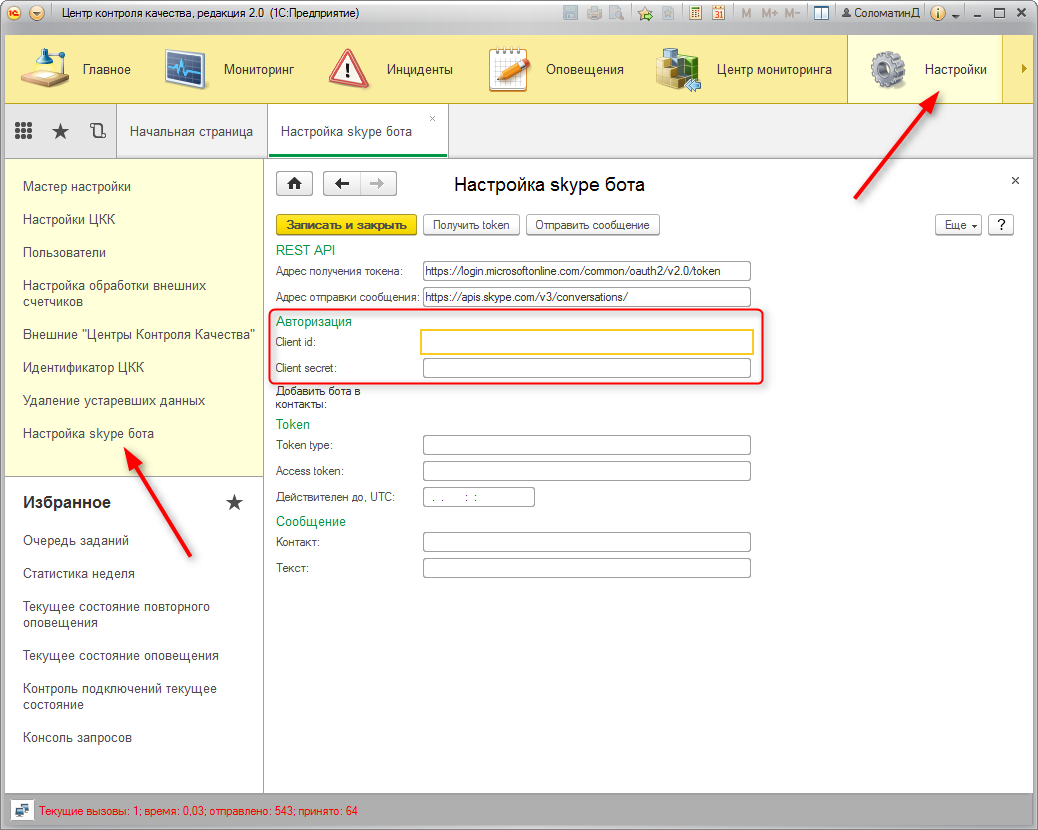 Центр контроля качества, редакция 2.0 (1С:Предприятие)
31
M M+ M-
СоломатинД
Главное
Мониторинг
Инциденты
Оповещения
Центр мониторинга
Настройки
Начальная страница
Настройка skype бота
Мастер настройки
Настройки ЦКК
Пользователи
Настройка обработки внешних
счетчиков
Внешние "Центры Контроля Качества"
Идентификатор ЦКК
Удаление устаревших данных
Настройка skype бота
Избранное
Очередь заданий
Статистика неделя
Текущее состояние повторного
оповещения
Текущее состояние оповещения
Контроль подключений текущее
состояние
Консоль запросов
Настройка skype бота
Записать и закрыть
Получить token
Отправить сообщение
Еще
?
REST API
Адрес получения токена: https://login.microsoftonline.com/common/oauth2/v2.0/token
Адрес отправки сообщения: https://apis.skype.com/v3/conversations/
Авторизация
Client id:
Client secret:
Добавить бота в
контакты:
Token
Token type:
Access token:
Действителен до, UTC: . . : :
Сообщение
Контакт:
Текст:
Текущие вызовы: 1; время: 0,03; отправлено: 543; принято: 64